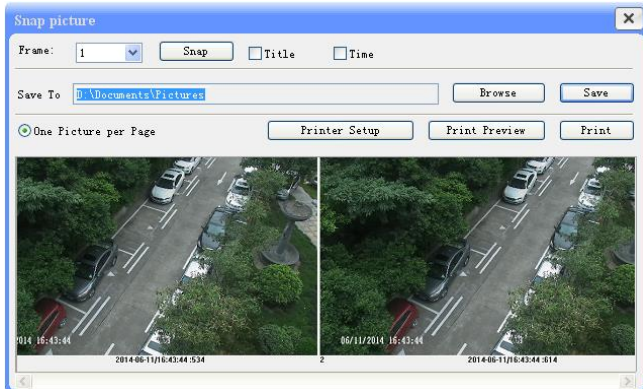 Snap picture
Frame: 1 Snap Title Time
Save To D:\Documents\Pictures Browse Save
One Picture per Page Printer Setup Print Preview Print
014 16:43:44
06/11/2014 16:43:44
2014-06-11/16:43:44 :534
2
2014-06-11/16:43:44 :614